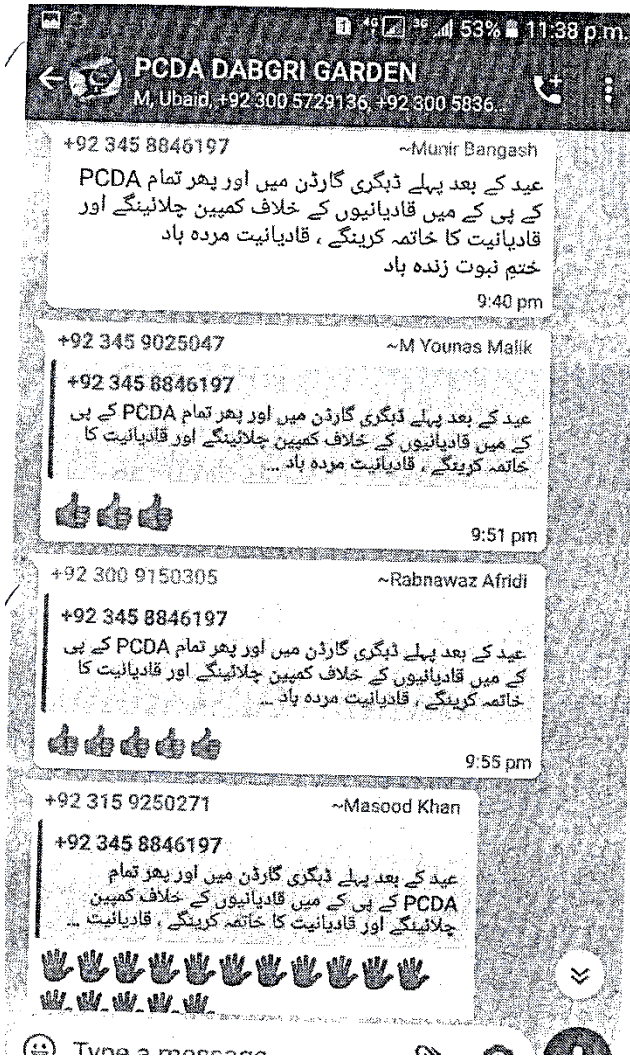 4G 3G 53% 11:38 p m.
PCDA DABGRI GARDEN
M, Ubaid, +92 300 5729136, +92 300 5836...
+92 345 8846197 ~Munir Bangash
عید کے بعد پہلے ڈبگری گارڈن میں اور پھر تمام PCDA
کے پی کے میں قادیانیوں کے خلاف کمپین چلائینگے اور
قادیانیت کا خاتمہ کرینگے ، قادیانیت مردہ باد
ختمِ نبوت زندہ باد
9:40 pm
+92 345 9025047 ~M Younas Malik
+92 345 8846197
عید کے بعد پہلے ڈبگری گارڈن میں اور پھر تمام PCDA کے پی
کے میں قادیانیوں کے خلاف کمپین چلائینگے اور قادیانیت کا
خاتمہ کرینگے ، قادیانیت مردہ باد ...
9:51 pm
+92 300 9150305 ~Rabnawaz Afridi
+92 345 8846197
عید کے بعد پہلے ڈبگری گارڈن میں اور پھر تمام PCDA کے پی
کے میں قادیانیوں کے خلاف کمپین چلائینگے اور قادیانیت کا
خاتمہ کرینگے ، قادیانیت مردہ باد ...
9:55 pm
+92 315 9250271 ~Masood Khan
+92 345 8846197
عید کے بعد پہلے ڈبگری گارڈن میں اور پھر تمام
PCDA کے پی کے میں قادیانیوں کے خلاف کمپین
چلائینگے اور قادیانیت کا خاتمہ کرینگے ، قادیانیت ...
Type a message